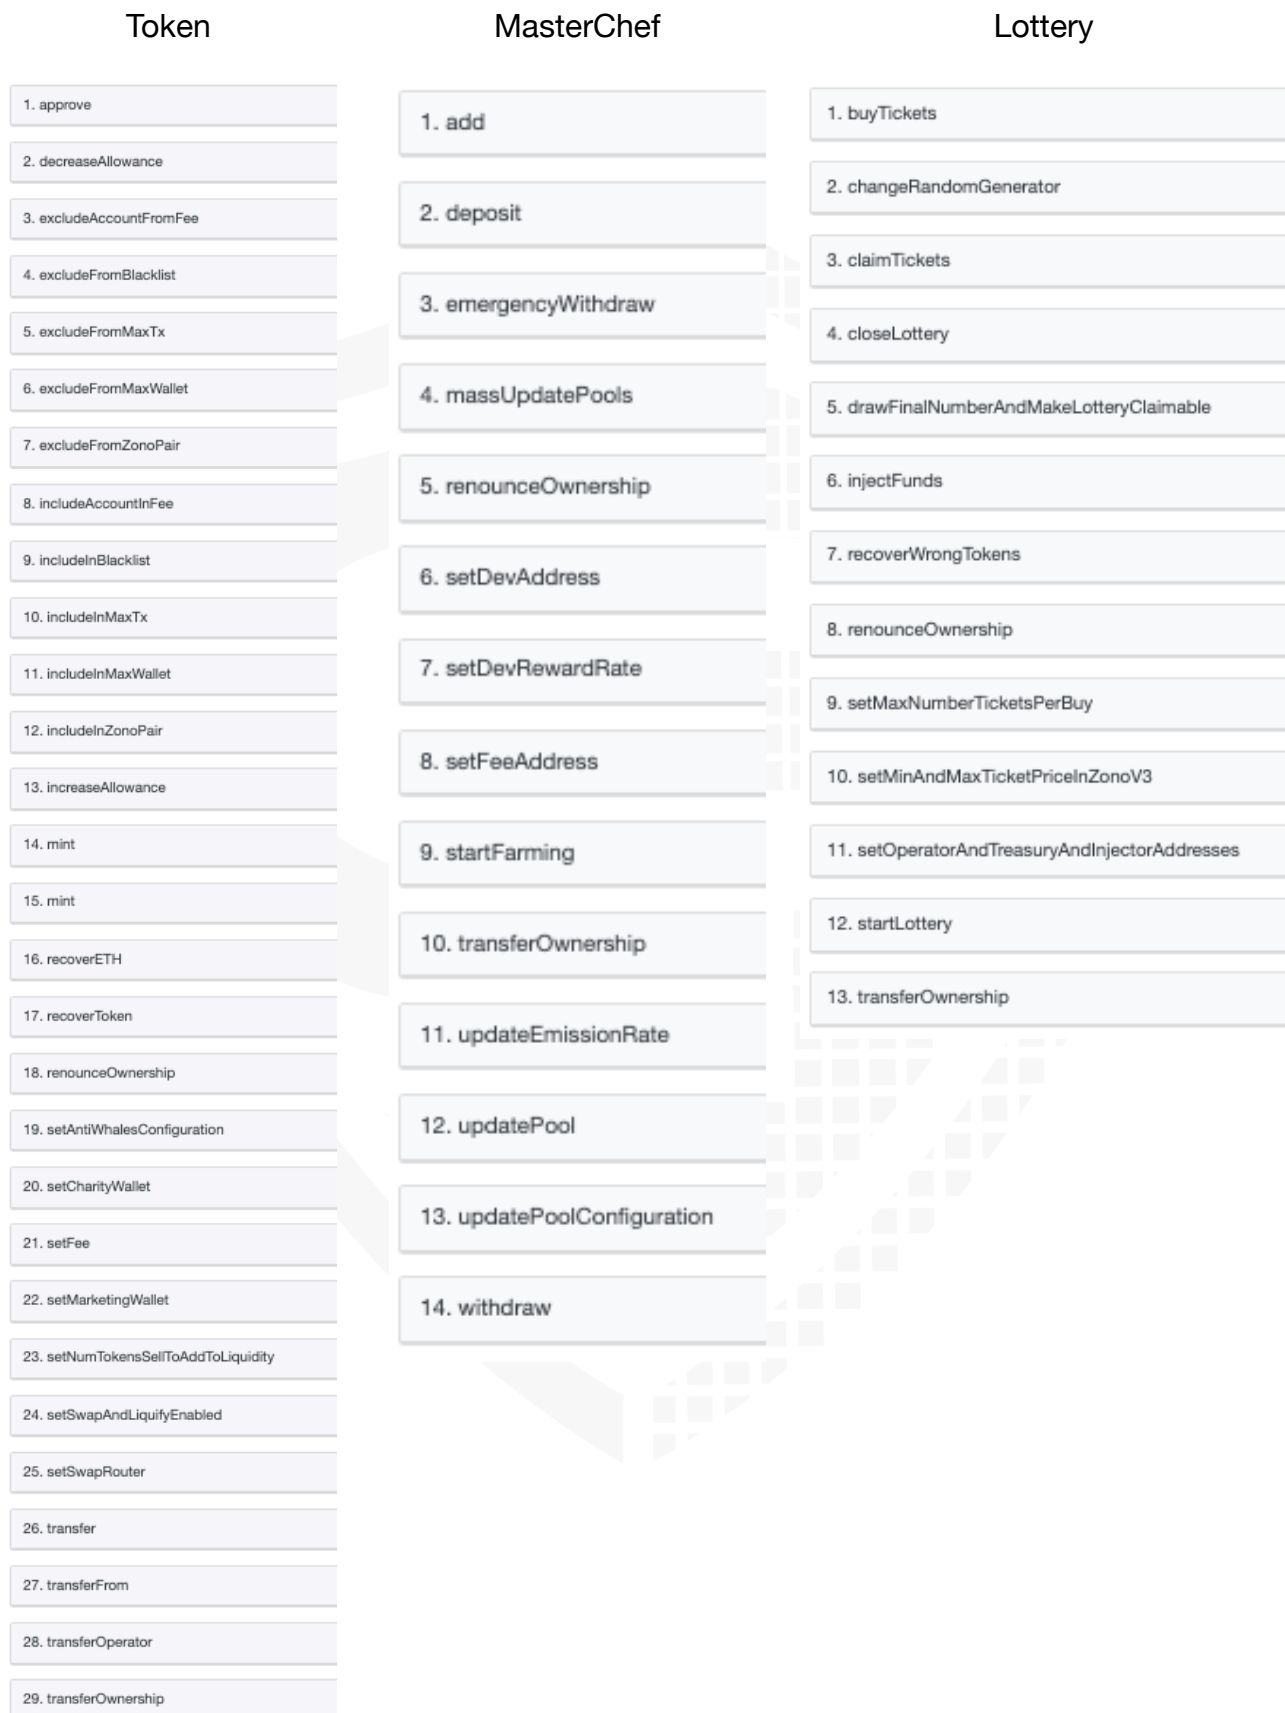 Token
1. approve
2. decreaseAllowance
3. excludeAccountFromFee
4. excludeFromBlacklist
5. excludeFromMaxTx
6. excludeFromMaxWallet
7. excludeFromZonoPair
8. includeAccountInFee
9. includeInBlacklist
10. includeInMaxTx
11. includeInMaxWallet
12. includeInZonoPair
13. increaseAllowance
14. mint
15. mint
16. recoverETH
17. recoverToken
18. renounceOwnership
19. setAntiWhalesConfiguration
20. setCharityWallet
21. setFee
22. setMarketingWallet
23. setNumTokensSellToAddToLiquidity
24. setSwapAndLiquifyEnabled
25. setSwapRouter
26. transfer
27. transferFrom
28. transferOperator
29. transferOwnership
MasterChef
1. add
2. deposit
3. emergencyWithdraw
4. massUpdatePools
5. renounceOwnership
6. setDevAddress
7. setDevRewardRate
8. setFeeAddress
9. startFarming
10. transferOwnership
11. updateEmissionRate
12. updatePool
13. updatePoolConfiguration
14. withdraw
Lottery
1. buyTickets
2. changeRandomGenerator
3. claimTickets
4. closeLottery
5. drawFinalNumberAndMakeLotteryClaimable
6. injectFunds
7. recoverWrongTokens
8. renounceOwnership
9. setMaxNumberTicketsPerBuy
10. setMinAndMaxTicketPriceInZonoV3
11. setOperatorAndTreasuryAndInjectorAddresses
12. startLottery
13. transferOwnership